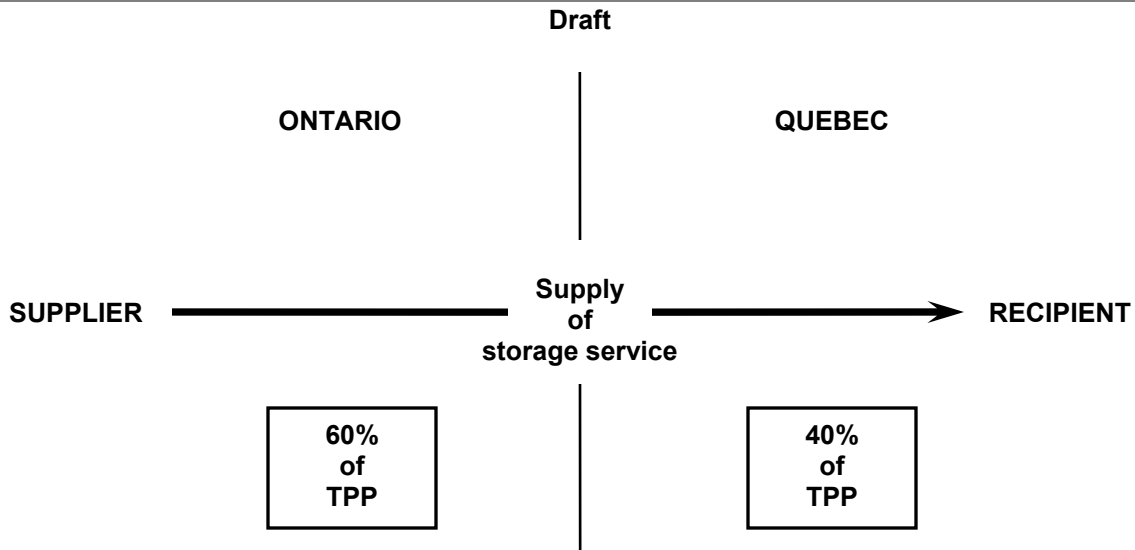 Draft
ONTARIO
QUEBEC
SUPPLIER
Supply
of
storage service
RECIPIENT
60%
of
TPP
40%
of
TPP